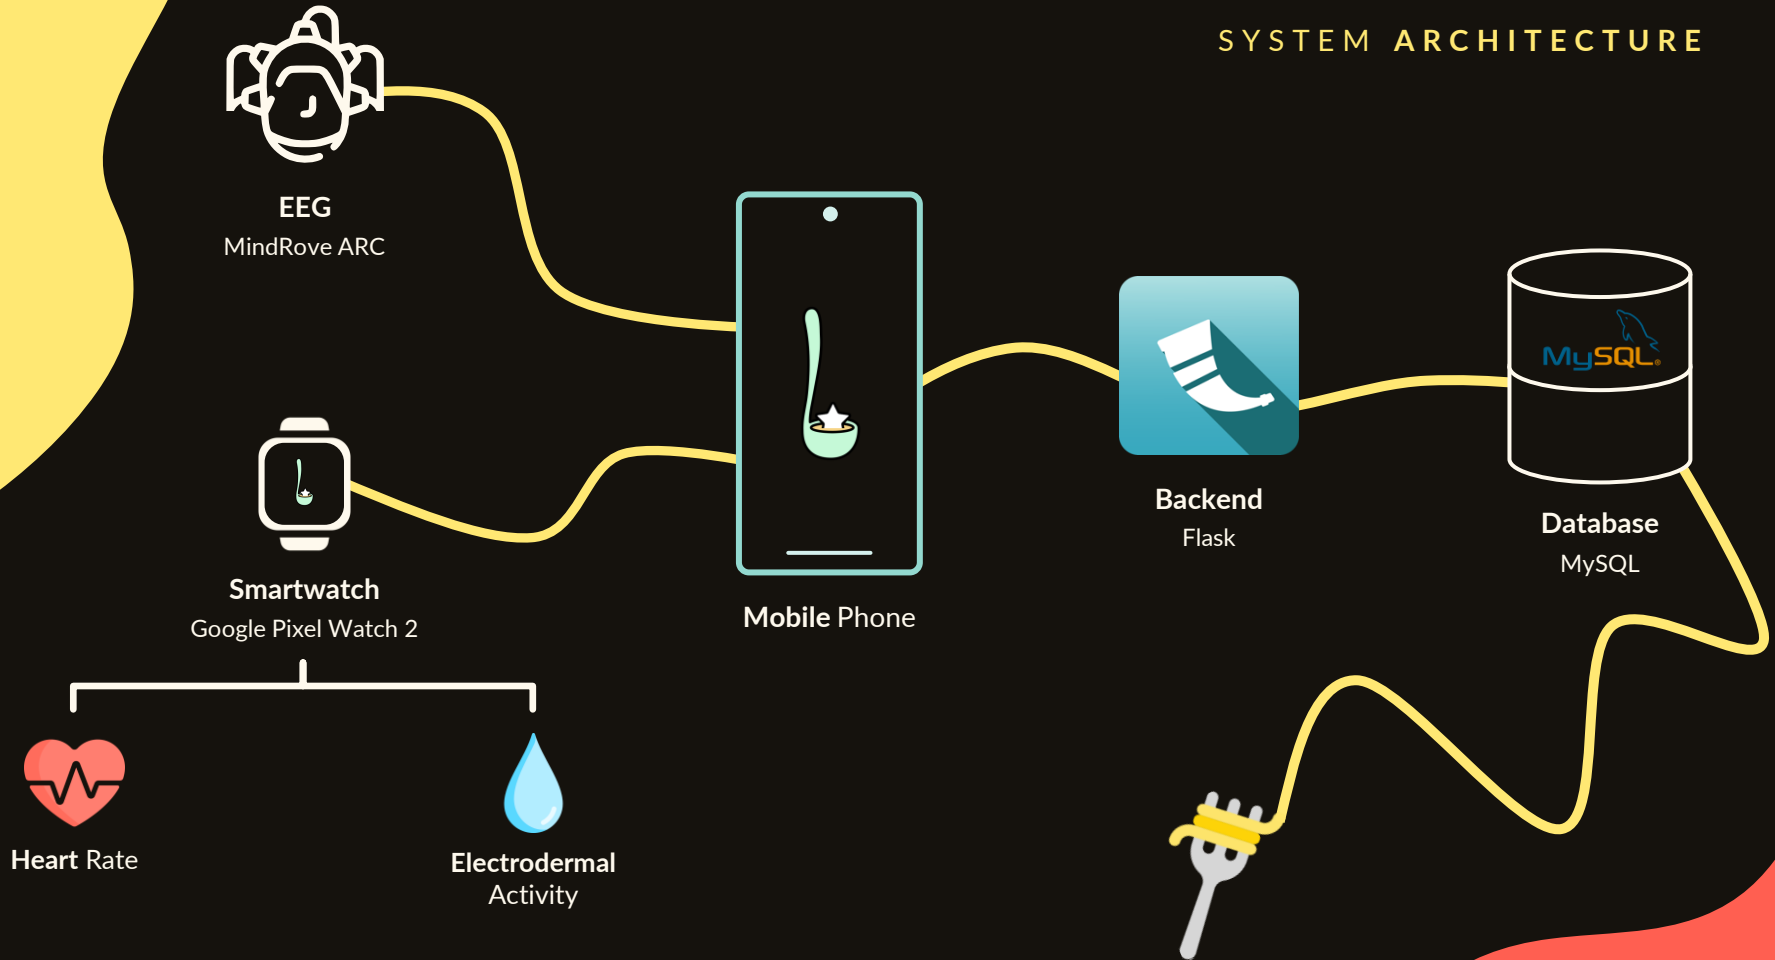 SYSTEM ARCHITECTURE
EEG
MindRove ARC
MySQL®
Backend
Flask
Database
MySQL
Smartwatch
Google Pixel Watch 2
Mobile Phone
Heart Rate
Electrodermal
Activity